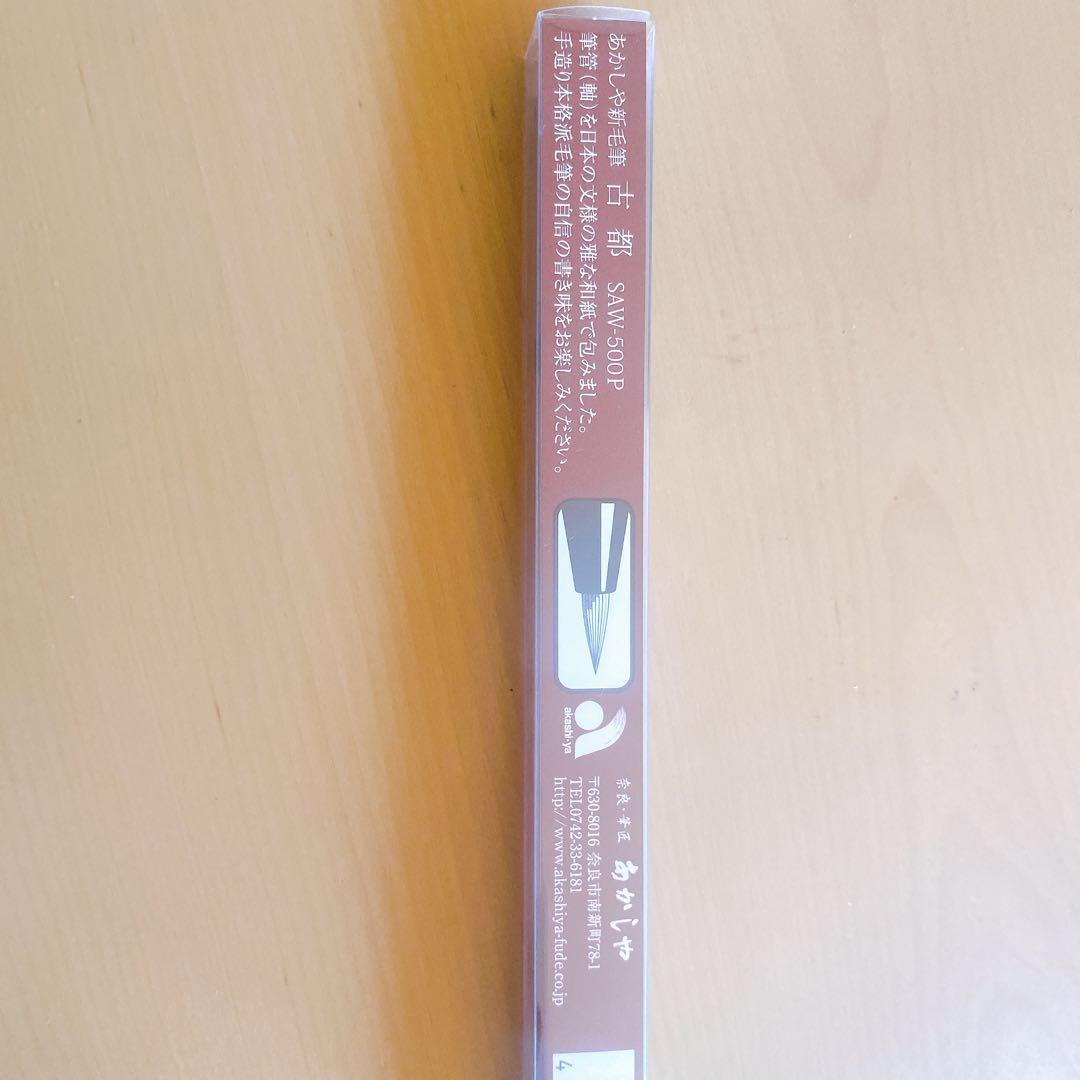 あかしや新毛筆 古都 SAW-500P
筆管(軸)を日本の文様の雅な和紙で包みました。
手造り本格派毛筆の自信の書き味をお楽しみください。
akashi-ya
奈良・筆匠 あかしや
〒630-8016 奈良市南新町78-1
TEL0742-33-6181
http://www.akashiya-fude.co.jp
4